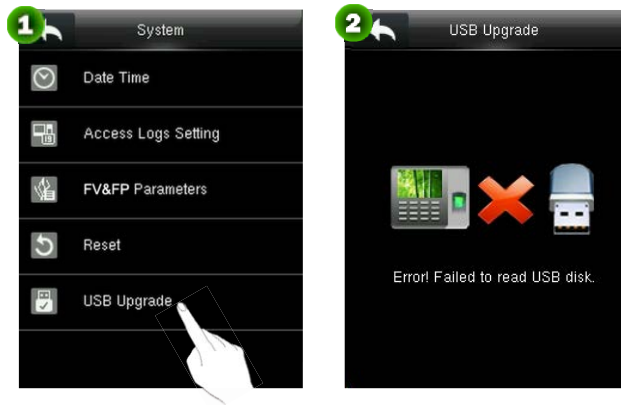 1
System
Date Time
Access Logs Setting
FV&FP Parameters
Reset
USB Upgrade
2
USB Upgrade
Error! Failed to read USB disk.